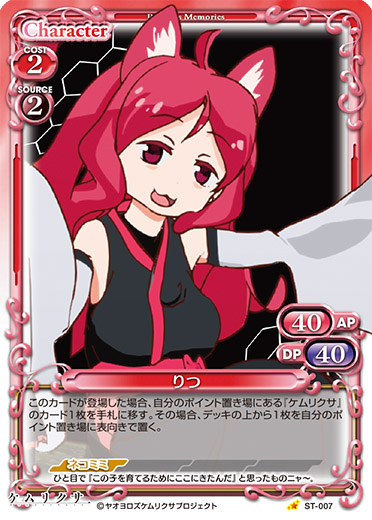 Character
COST
2
SOURCE
2
40 AP
DP 40
りつ
このカードが登場した場合、自分のポイント置き場にある『ケムリクサ』
のカード1枚を手札に移す。その場合、デッキの上から1枚を自分のポ
イント置き場に表向きで置く。
ネコミミ
ひと目で『この子を育てるためにここにきたんだ』と思ったものニャ〜。
ケムリクサ
©ヤオヨロズケムリクサプロジェクト
ST-007